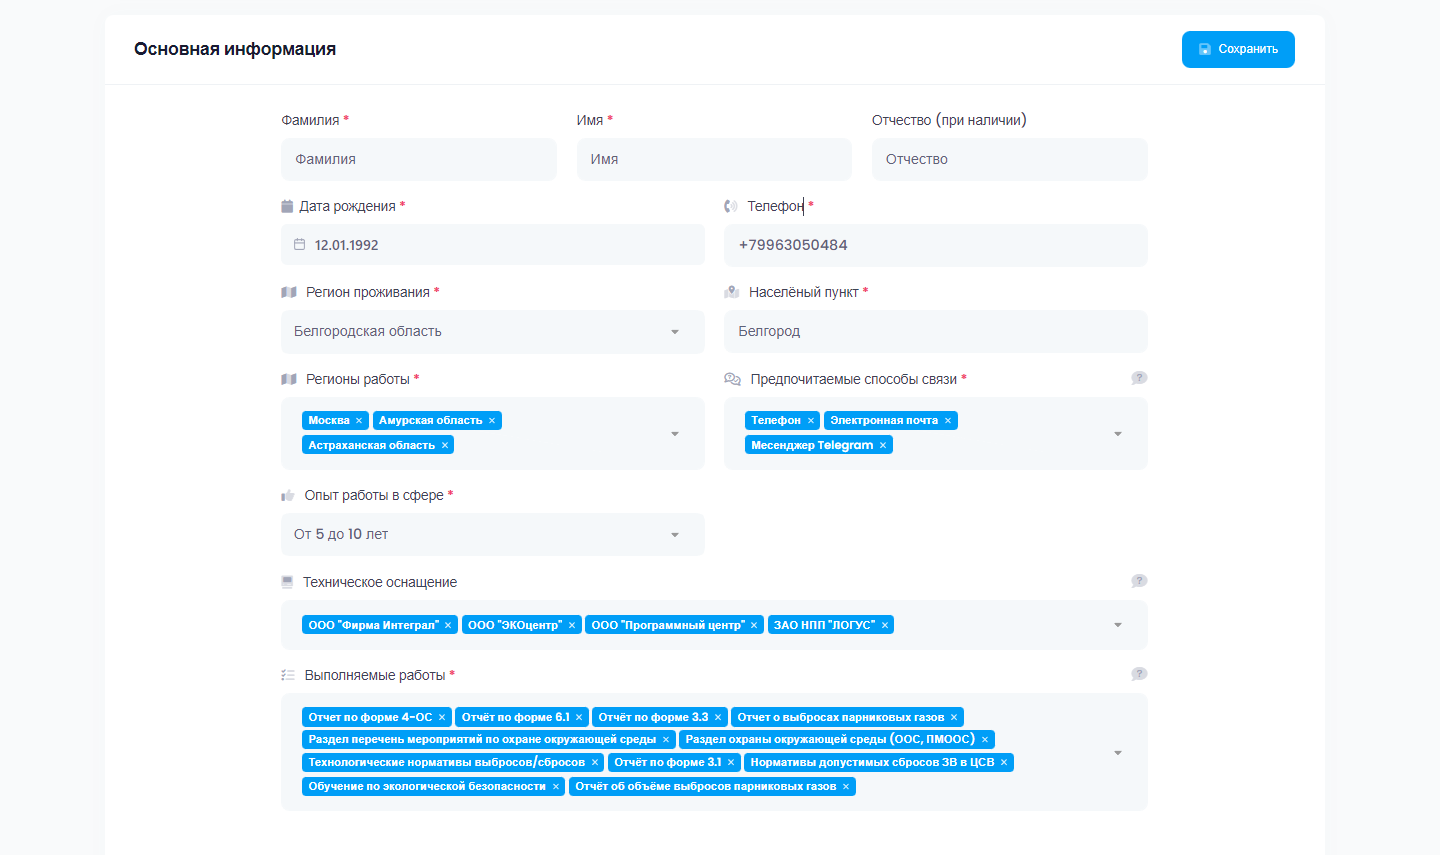 Основная информация
Сохранить
Фамилия *
Имя *
Отчество (при наличии)
Фамилия
Имя
Отчество
Дата рождения *
Телефон *
12.01.1992
+79963050484
Регион проживания *
Населёный пункт *
Белгородская область
Белгород
Регионы работы *
Предпочитаемые способы связи *
?
Москва ×
Амурская область ×
Астраханская область ×
Телефон ×
Электронная почта ×
Месенджер Telegram ×
Опыт работы в сфере *
От 5 до 10 лет
Техническое оснащение
?
ООО "Фирма Интеграл" ×
ООО "ЭКОцентр" ×
ООО "Программный центр" ×
ЗАО НПП "ЛОГУС" ×
Выполняемые работы *
?
Отчет по форме 4-ОС ×
Отчёт по форме 6.1 ×
Отчёт по форме 3.3 ×
Отчет о выбросах парниковых газов ×
Раздел перечень мероприятий по охране окружающей среды ×
Раздел охраны окружающей среды (ООС, ПМООС) ×
Технологические нормативы выбросов/сбросов ×
Отчёт по форме 3.1 ×
Нормативы допустимых сбросов ЗВ в ЦСВ ×
Обучение по экологической безопасности ×
Отчёт об объёме выбросов парниковых газов ×